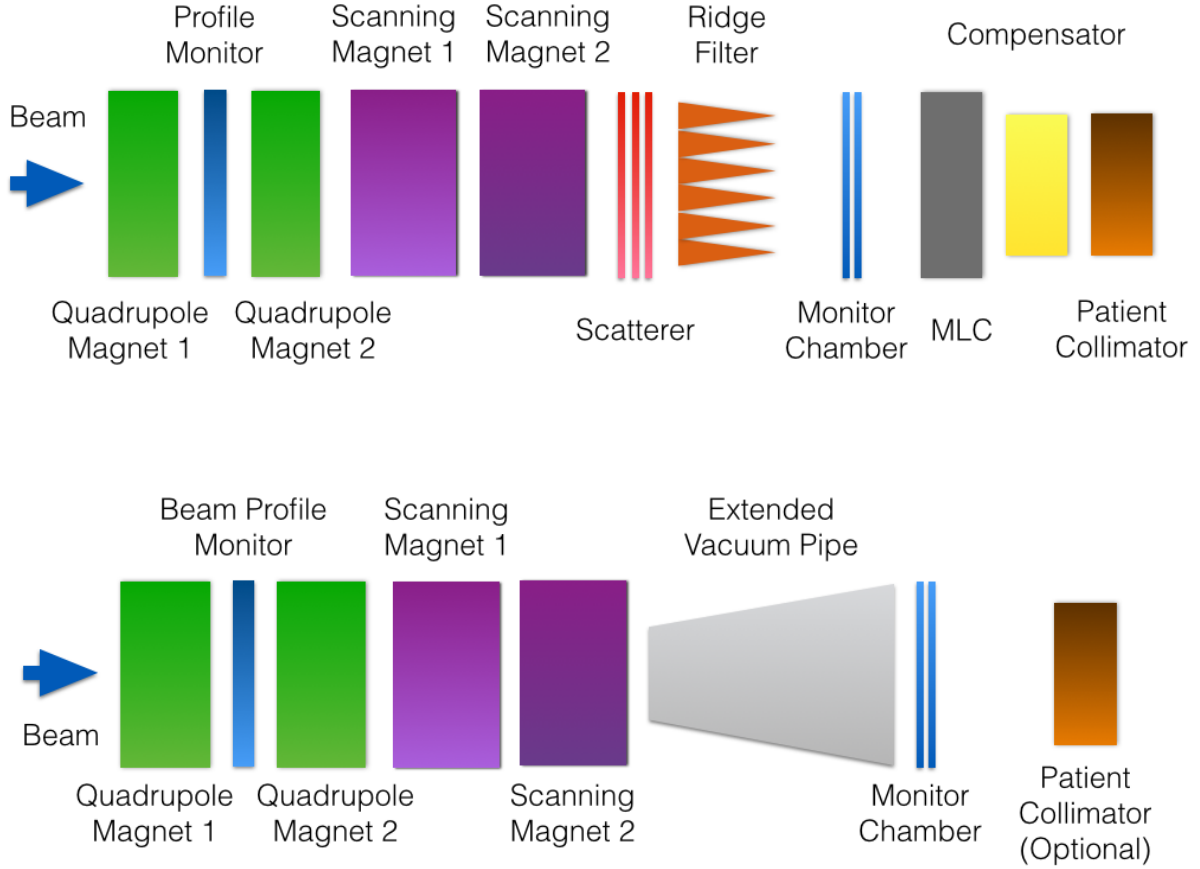 Profile
Monitor
Scanning
Magnet 1
Scanning
Magnet 2
Ridge
Filter
Compensator
Beam
Quadrupole
Magnet 1
Quadrupole
Magnet 2
Scatterer
Monitor
Chamber
MLC
Patient
Collimator
Beam Profile
Monitor
Scanning
Magnet 1
Extended
Vacuum Pipe
Beam
Quadrupole
Magnet 1
Quadrupole
Magnet 2
Scanning
Magnet 2
Monitor
Chamber
Patient
Collimator
(Optional)